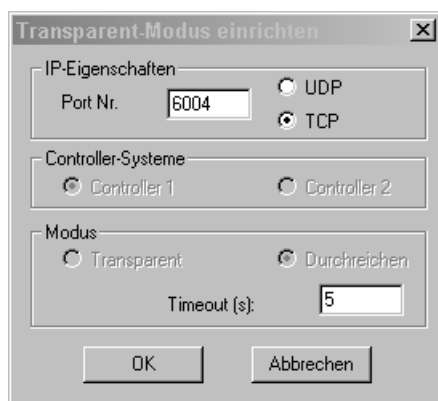 Transparent-Modus einrichten
IP-Eigenschaften
Port Nr. 6004
UDP
TCP
Controller-Systeme
Controller 1 Controller 2
Modus
Transparent Durchreichen
Timeout (s): 5
OK Abbrechen